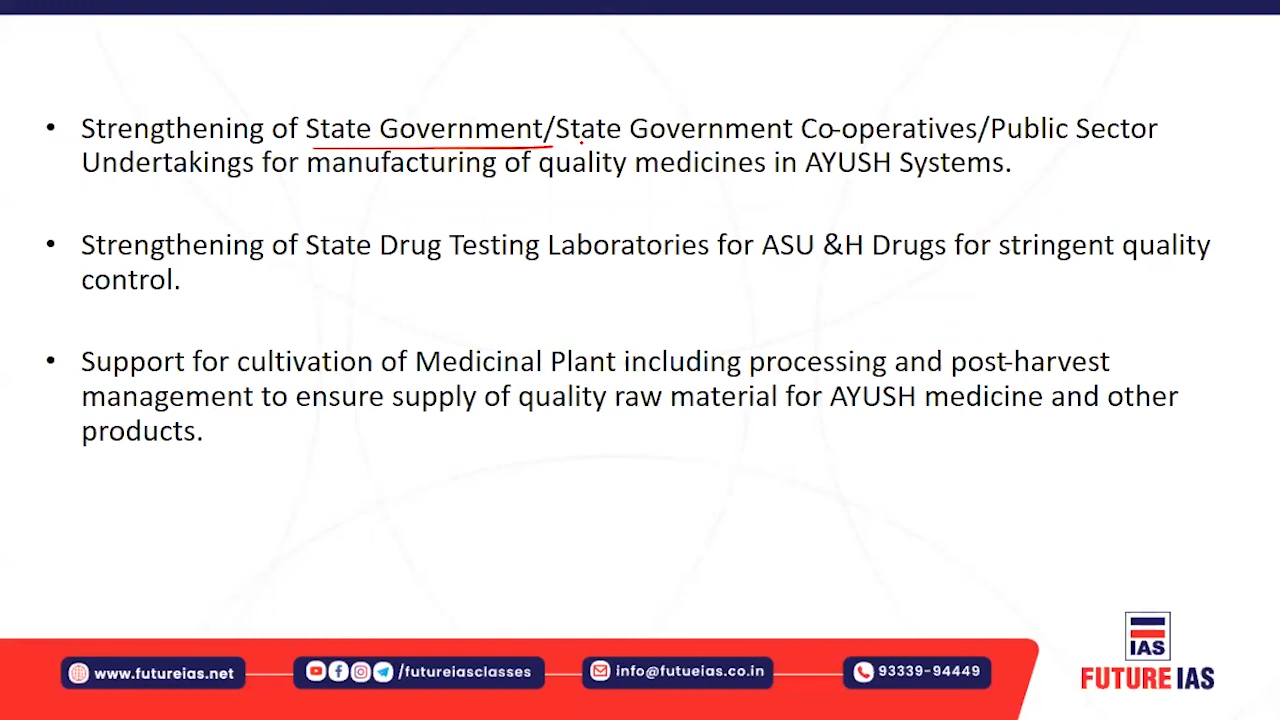 • Strengthening of State Government/State Government Co-operatives/Public Sector
Undertakings for manufacturing of quality medicines in AYUSH Systems.
• Strengthening of State Drug Testing Laboratories for ASU &H Drugs for stringent quality
control.
• Support for cultivation of Medicinal Plant including processing and post-harvest
management to ensure supply of quality raw material for AYUSH medicine and other
products.
IAS
FUTURE IAS
www.futureias.net
/futureiasclasses
info@futueias.co.in
93339-94449